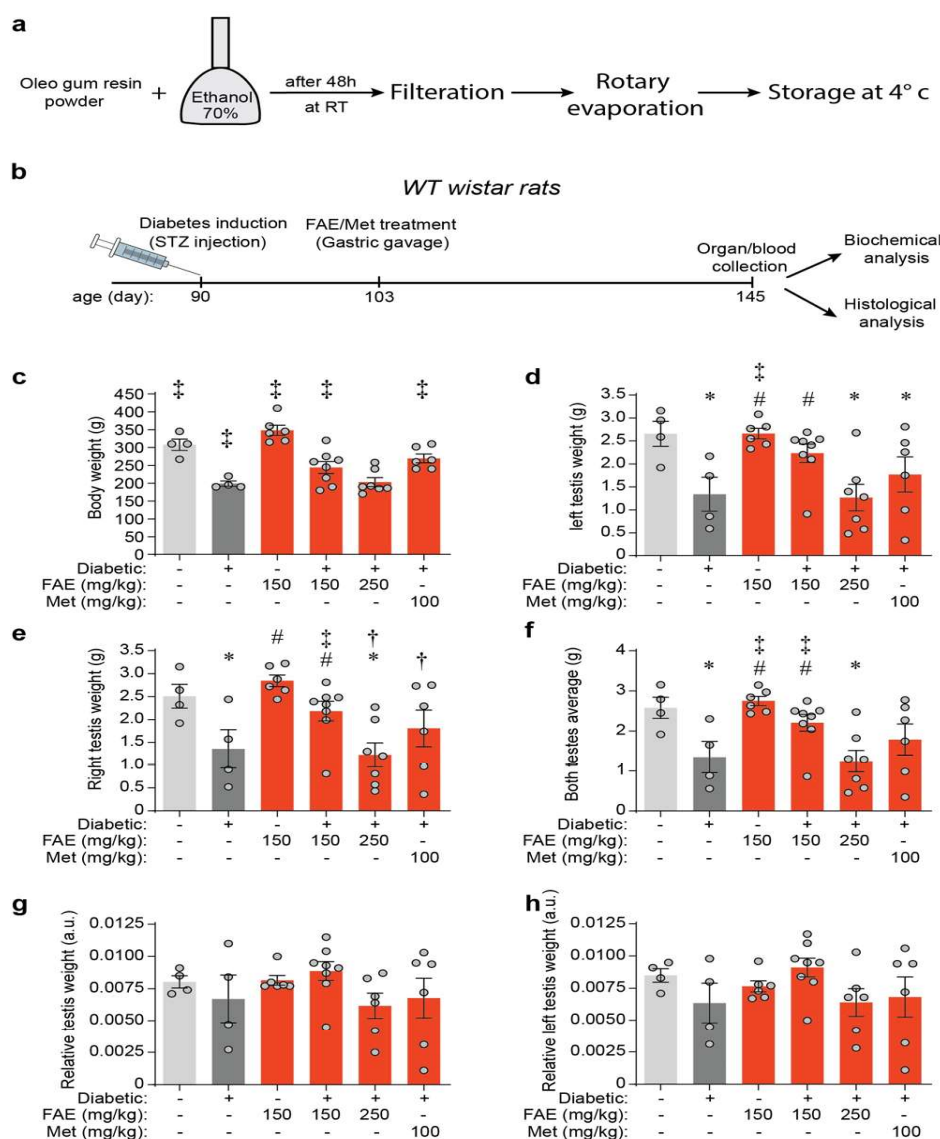 a
Oleo gum resin
powder
+
Ethanol
70%
after 48h
at RT
Filteration
Rotary
evaporation
Storage at 4° c
b
WT wistar rats
Diabetes induction
(STZ injection)
FAE/Met treatment
(Gastric gavage)
Organ/blood
collection
Biochemical
analysis
Histological
analysis
age (day):
90
103
145
c
Body weight (g)
450
400
350
300
250
200
150
100
50
0
‡ ‡ ‡ ‡ ‡
Diabetic: - + - + + +
FAE (mg/kg): - - 150 150 250 -
Met (mg/kg): - - - - - 100
d
left testis weight (g)
3.5
3.0
2.5
2.0
1.5
1.0
0.5
0.0
‡
* # # * *
Diabetic: - + - + + +
FAE (mg/kg): - - 150 150 250 -
Met (mg/kg): - - - - - 100
e
Right testis weight (g)
3.5
3.0
2.5
2.0
1.5
1.0
0.5
0.0
‡ †
* # # * †
Diabetic: - + - + + +
FAE (mg/kg): - - 150 150 250 -
Met (mg/kg): - - - - - 100
f
Both testes average (g)
4
3
2
1
0
‡ ‡
* # # *
Diabetic: - + - + + +
FAE (mg/kg): - - 150 150 250 -
Met (mg/kg): - - - - - 100
g
Relative testis weight (a.u.)
0.0125
0.010
0.0075
0.0050
0.0025
0
Diabetic: - + - + + +
FAE (mg/kg): - - 150 150 250 -
Met (mg/kg): - - - - - 100
h
Relative left testis weight (a.u.)
0.0125
0.010
0.0075
0.0050
0.0025
0
Diabetic: - + - + + +
FAE (mg/kg): - - 150 150 250 -
Met (mg/kg): - - - - - 100